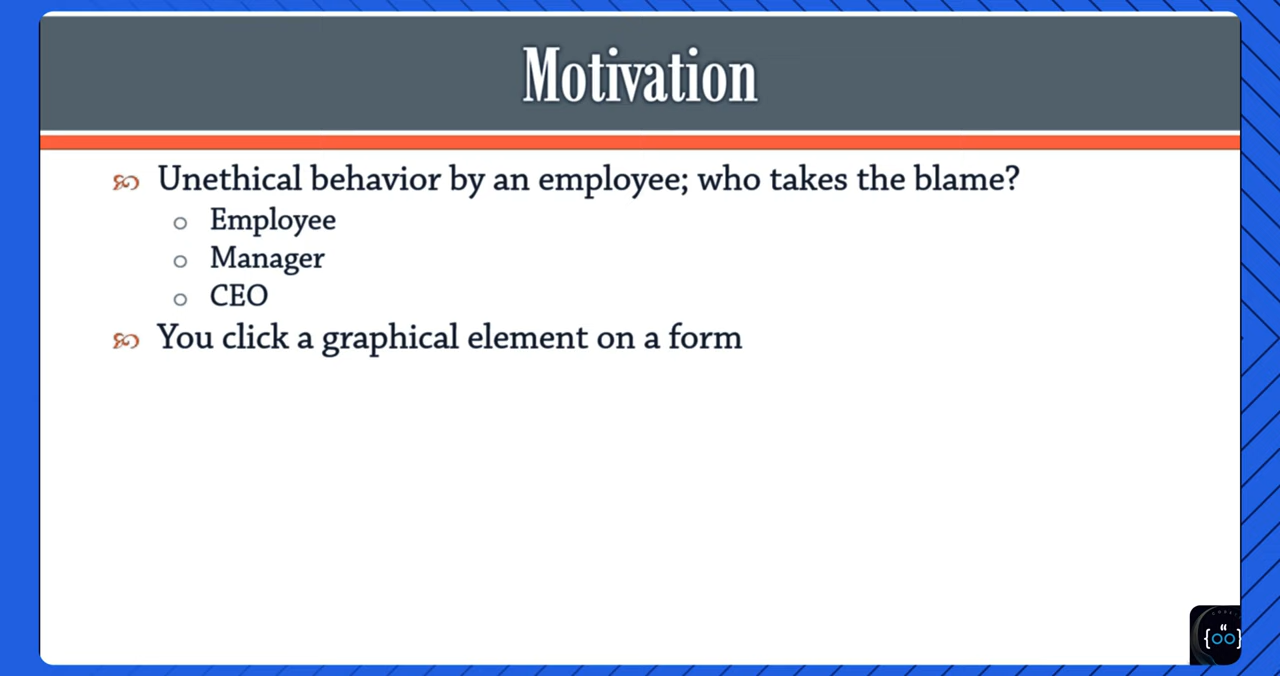 Motivation
Unethical behavior by an employee; who takes the blame?
Employee
Manager
CEO
You click a graphical element on a form